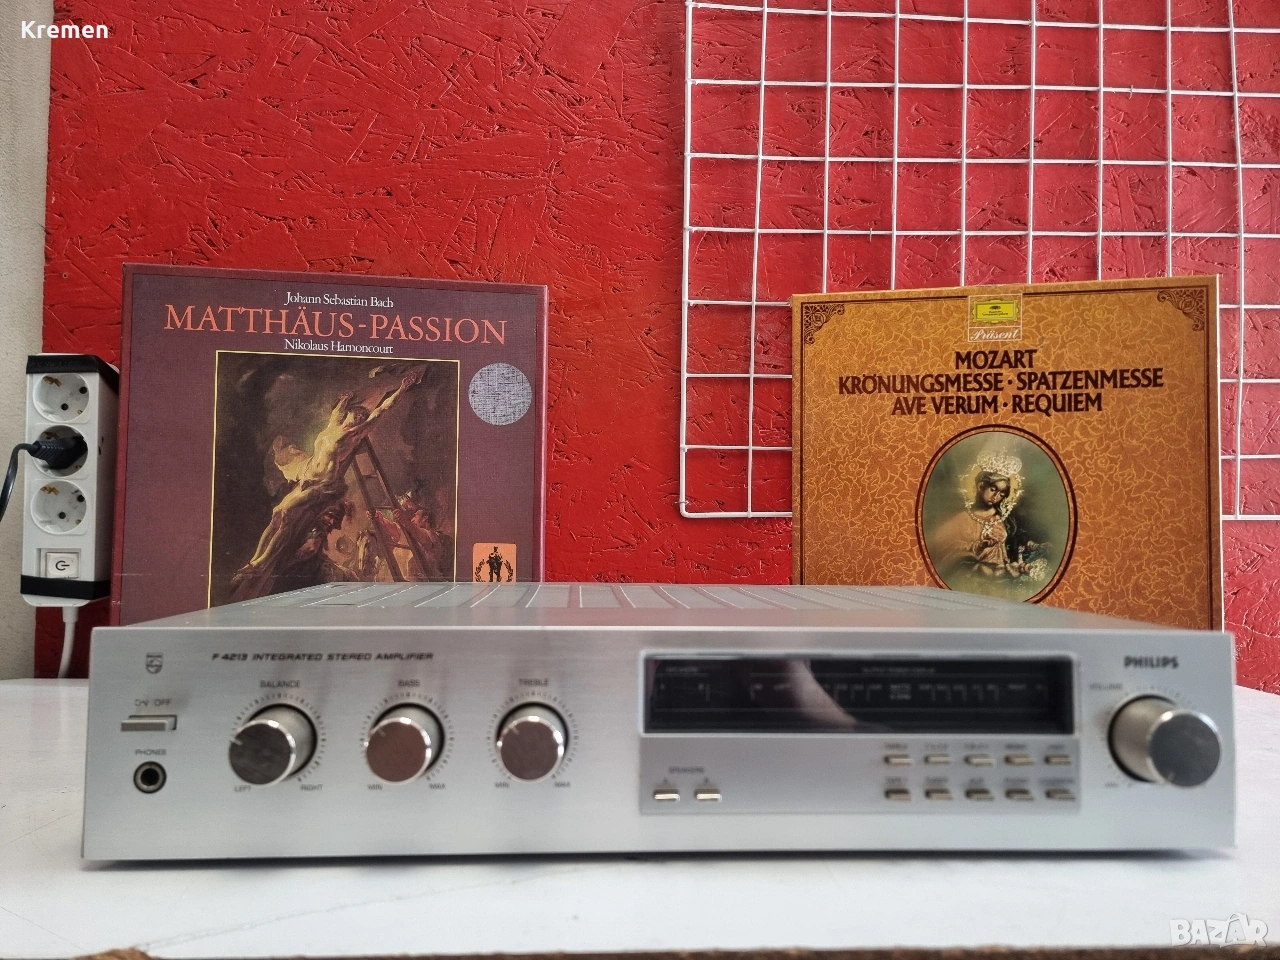 Kremen
Johann Sebastian Bach
MATTHÄUS-PASSION
Nikolaus Harnoncourt
Präsent
MOZART
KRÖNUNGSMESSE · SPATZENMESSE
AVE VERUM · REQUIEM
F 4213 INTEGRATED STEREO AMPLIFIER
PHILIPS
ON OFF
BALANCE
BASS
TREBLE
VOLUME
PHONES
SPEAKERS
A B
LEFT RIGHT
MIN MAX
MIN MAX
BAZAR